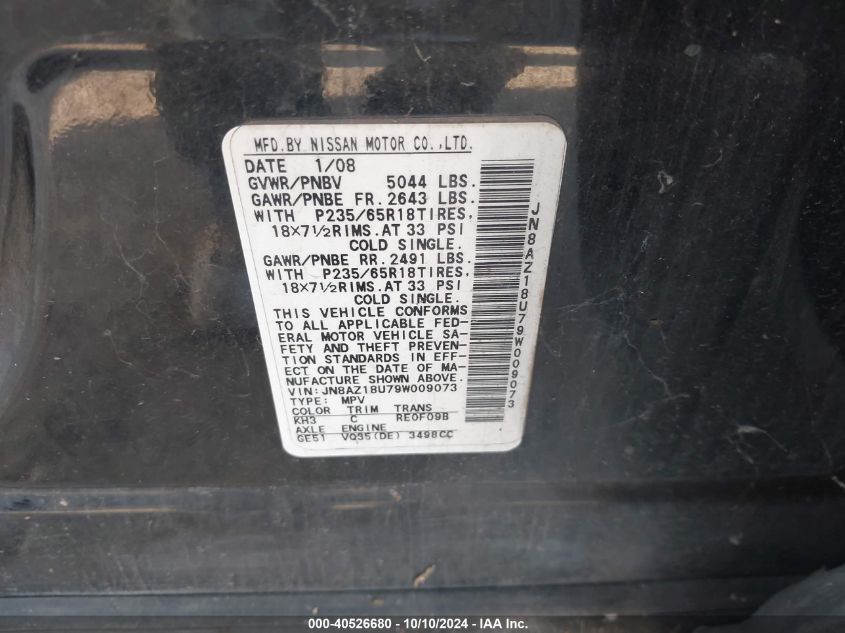 MFD.BY NISSAN MOTOR CO.,LTD.
DATE 1/08
GVWR/PNBV 5044 LBS.
GAWR/PNBE FR. 2643 LBS.
WITH P235/65R18TIRES,
18×7½RIMS.AT 33 PSI
COLD SINGLE.
GAWR/PNBE RR. 2491 LBS.
WITH P235/65R18TIRES,
18×7½RIMS.AT 33 PSI
COLD SINGLE.
THIS VEHICLE CONFORMS
TO ALL APPLICABLE FED-
ERAL MOTOR VEHICLE SA-
FETY AND THEFT PREVEN-
TION STANDARDS IN EFF-
ECT ON THE DATE OF MA-
NUFACTURE SHOWN ABOVE.
VIN:JN8AZ18U79W009073
TYPE: MPV
COLOR TRIM TRANS
KH3 C RE0F09B
AXLE ENGINE
GE51 VQ35(DE) 3498CC
JN8AZ18U79W009073
000-40526680 - 10/10/2024 - IAA Inc.